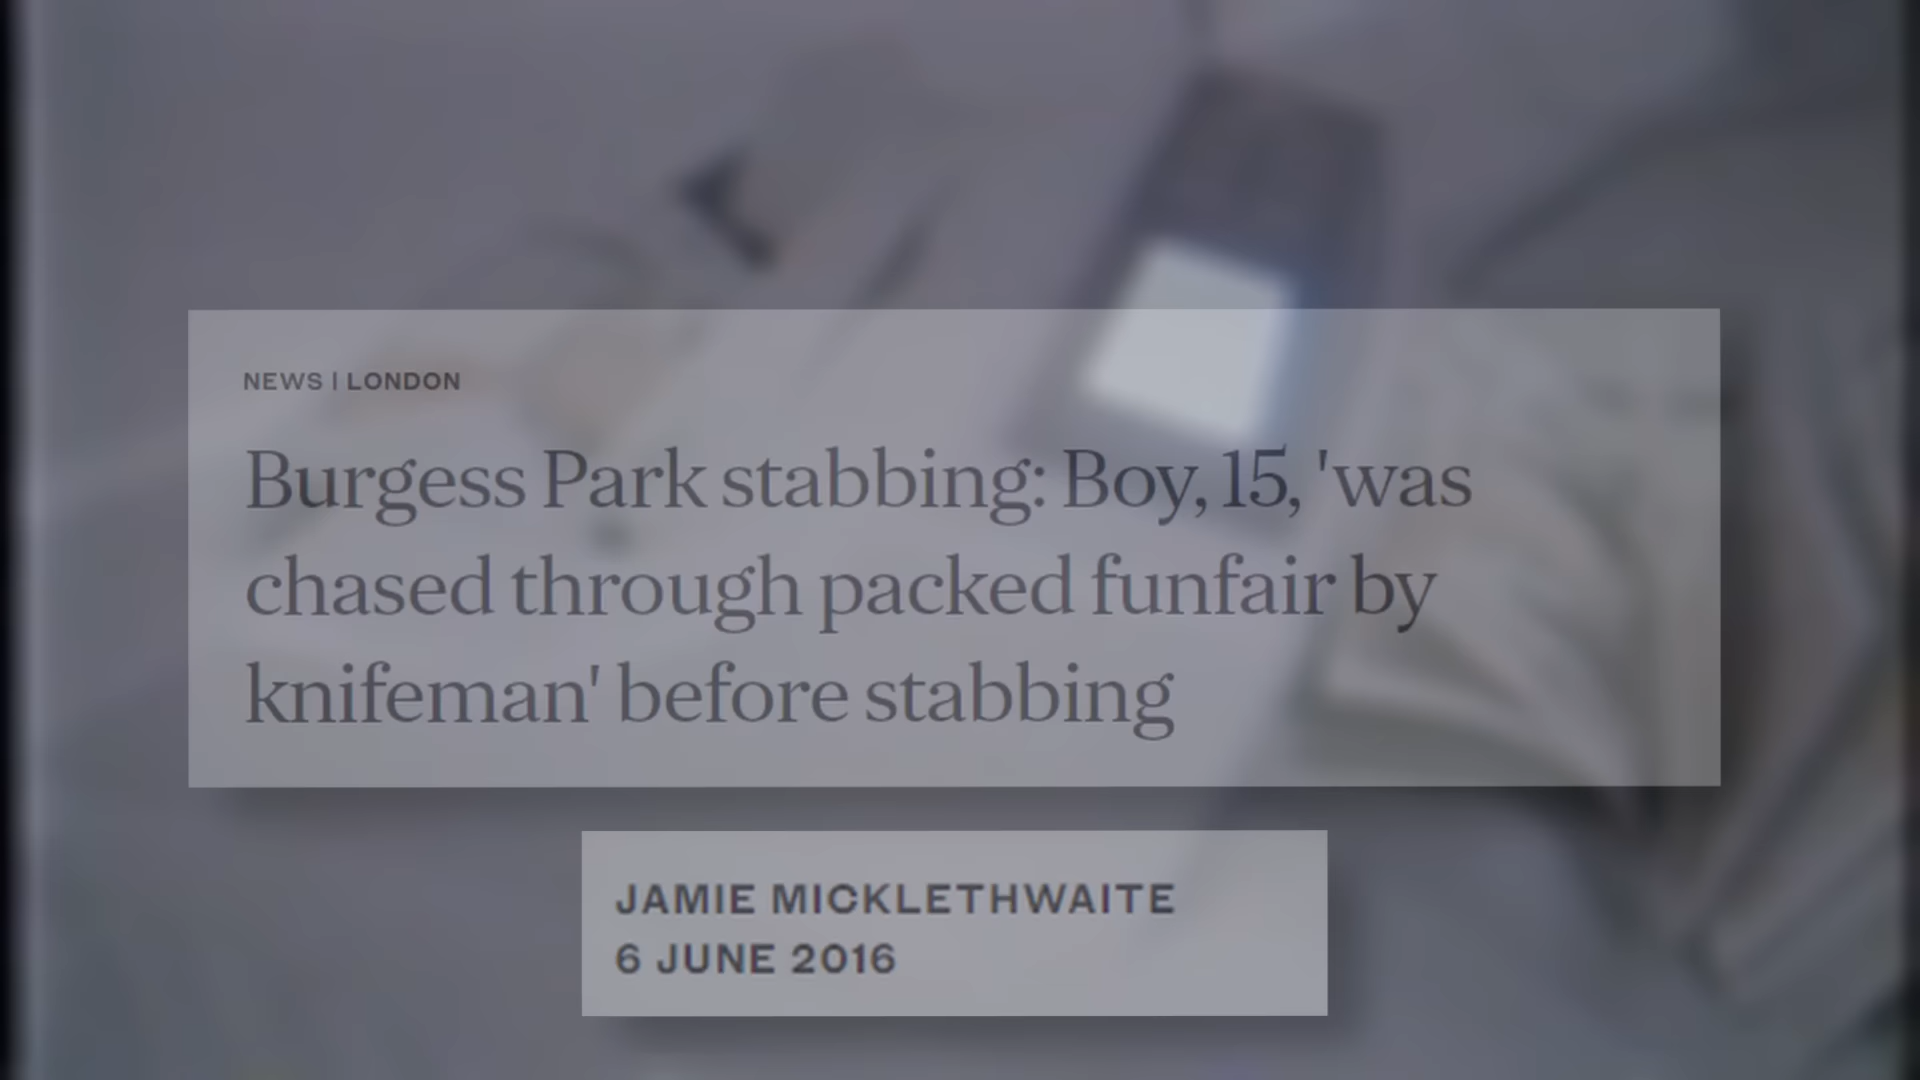 NEWS | LONDON
Burgess Park stabbing: Boy, 15, 'was
chased through packed funfair by
knifeman' before stabbing
JAMIE MICKLETHWAITE
6 JUNE 2016